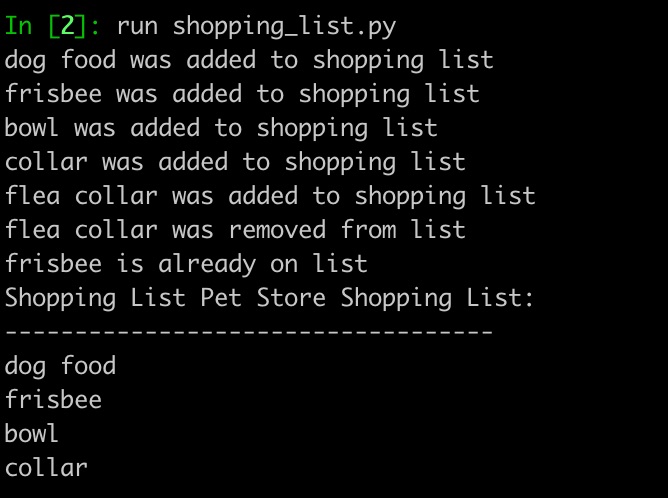 In [2]: run shopping_list.py
dog food was added to shopping list
frisbee was added to shopping list
bowl was added to shopping list
collar was added to shopping list
flea collar was added to shopping list
flea collar was removed from list
frisbee is already on list
Shopping List Pet Store Shopping List:
-----------------------------------
dog food
frisbee
bowl
collar